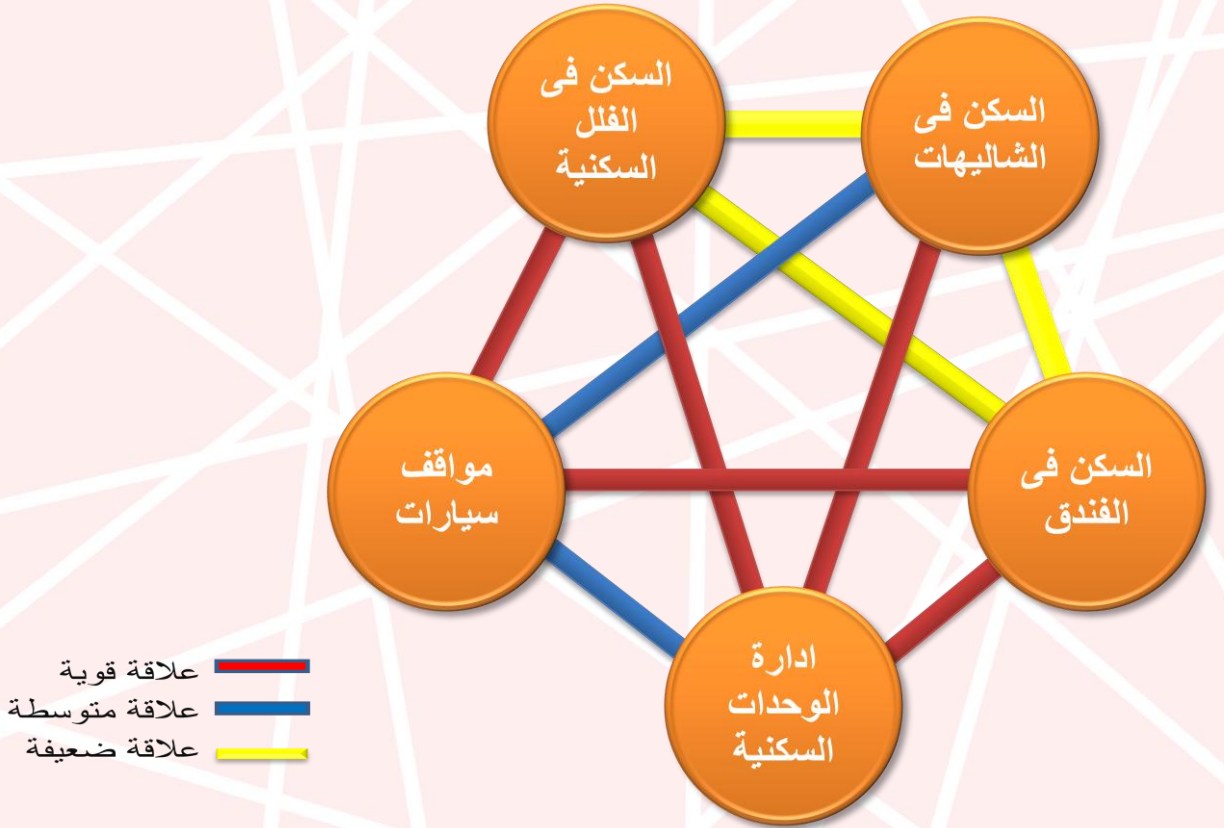 السكن فى
الفلل
السكنية
السكن فى
الشاليهات
مواقف
سيارات
السكن فى
الفندق
ادارة
الوحدات
السكنية
علاقة قوية
علاقة متوسطة
علاقة ضعيفة